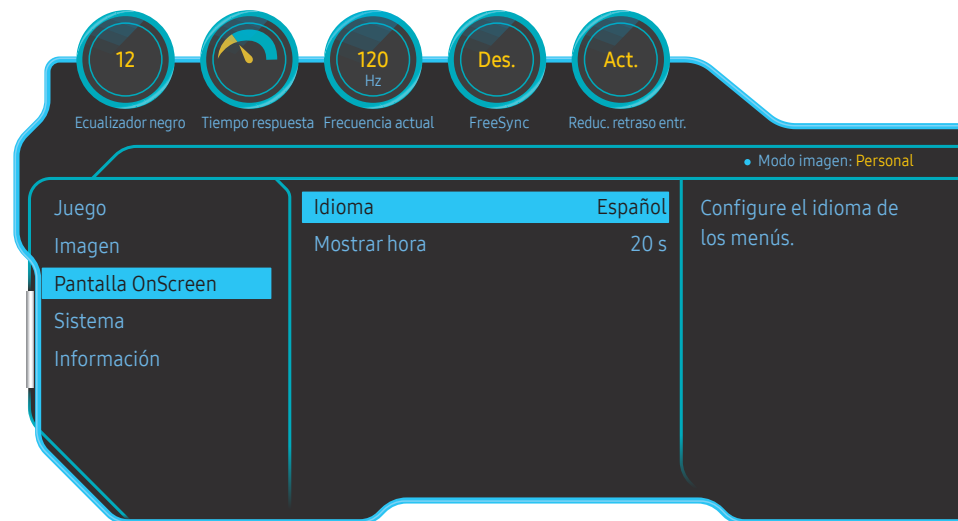 12
120
Hz
Des.
Act.
Ecualizador negro
Tiempo respuesta
Frecuencia actual
FreeSync
Reduc. retraso entr.
• Modo imagen: Personal
Juego
Imagen
Pantalla OnScreen
Sistema
Información
Idioma Español
Mostrar hora 20 s
Configure el idioma de
los menús.